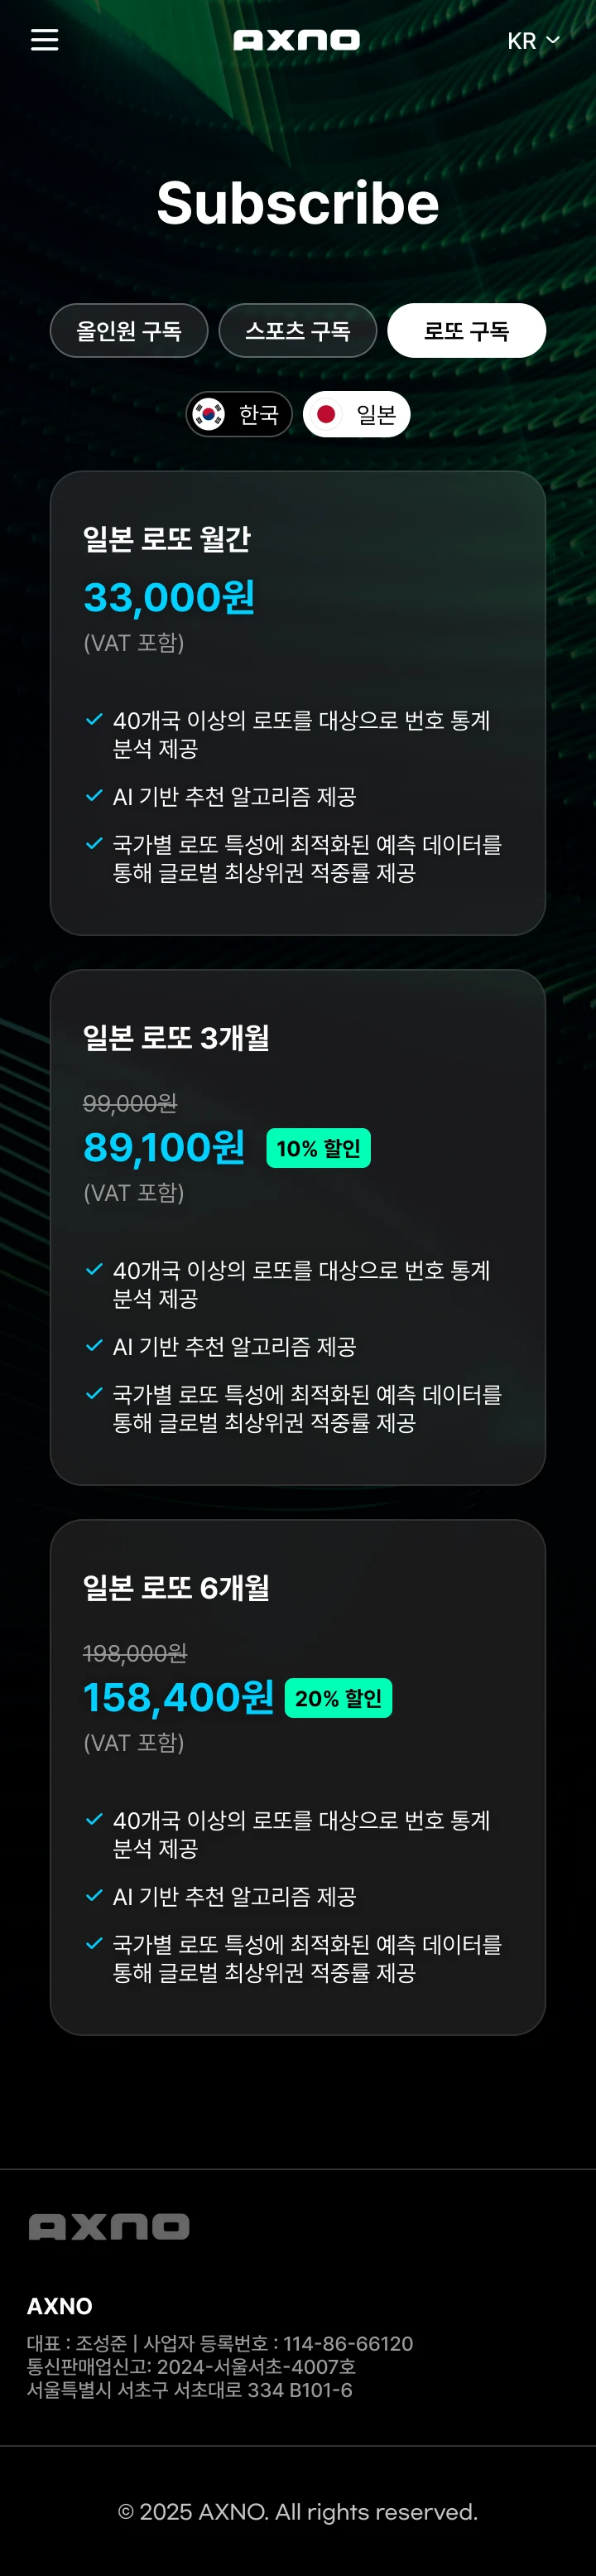 AXNO
KR
Subscribe
올인원 구독
스포츠 구독
로또 구독
한국
일본
일본 로또 월간
33,000원
(VAT 포함)
40개국 이상의 로또를 대상으로 번호 통계
분석 제공
AI 기반 추천 알고리즘 제공
국가별 로또 특성에 최적화된 예측 데이터를
통해 글로벌 최상위권 적중률 제공
일본 로또 3개월
99,000원
89,100원
10% 할인
(VAT 포함)
40개국 이상의 로또를 대상으로 번호 통계
분석 제공
AI 기반 추천 알고리즘 제공
국가별 로또 특성에 최적화된 예측 데이터를
통해 글로벌 최상위권 적중률 제공
일본 로또 6개월
198,000원
158,400원
20% 할인
(VAT 포함)
40개국 이상의 로또를 대상으로 번호 통계
분석 제공
AI 기반 추천 알고리즘 제공
국가별 로또 특성에 최적화된 예측 데이터를
통해 글로벌 최상위권 적중률 제공
AXNO
AXNO
대표 : 조성준 | 사업자 등록번호 : 114-86-66120
통신판매업신고: 2024-서울서초-4007호
서울특별시 서초구 서초대로 334 B101-6
© 2025 AXNO. All rights reserved.